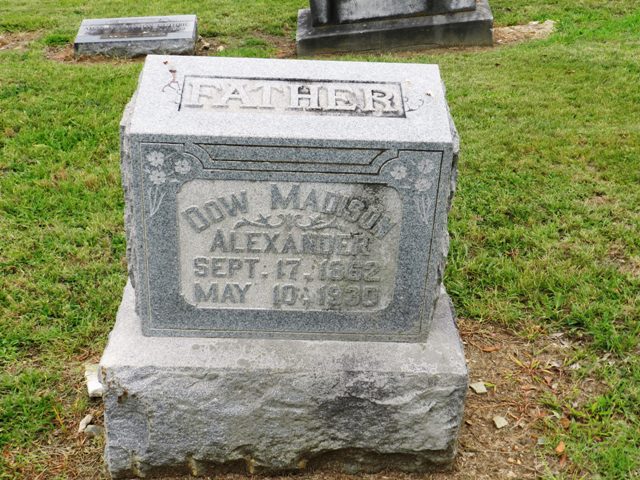 FATHER
DOW MADISON
ALEXANDER
SEPT. 17, 1862
MAY 10, 1930